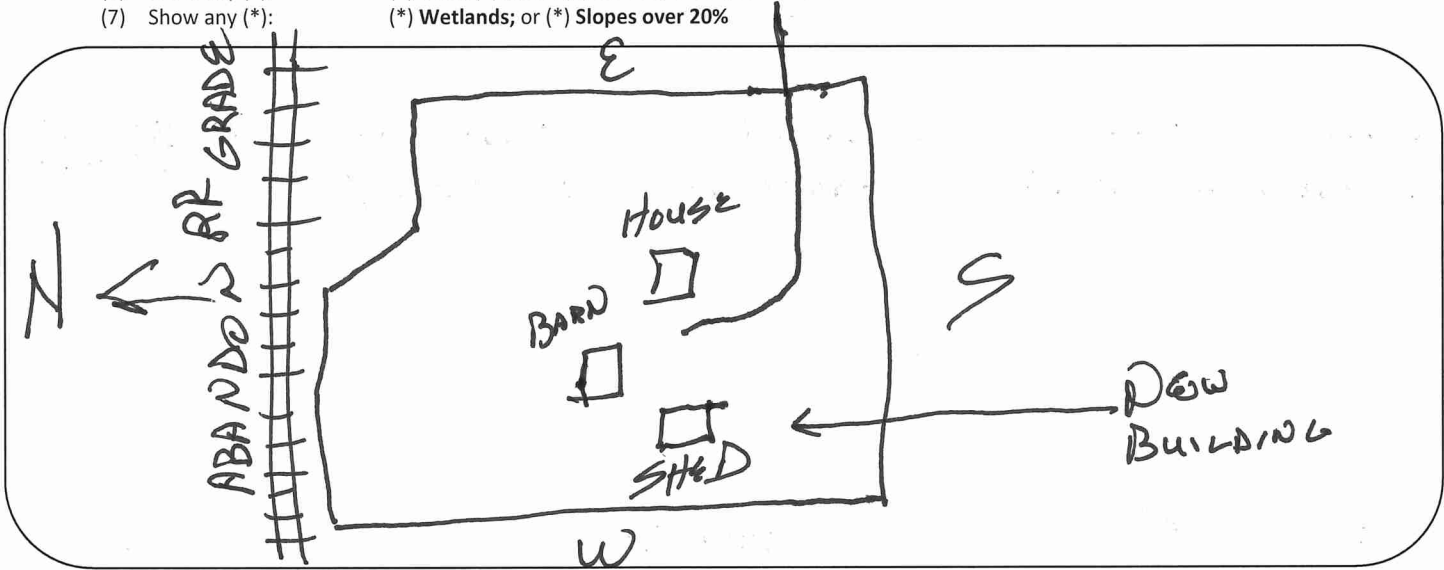 (7) Show any (*): (*) Wetlands; or (*) Slopes over 20%
E
ABANDON RR GRADE
HOUSE
N
S
BARN
NEW
BUILDING
SHED
W